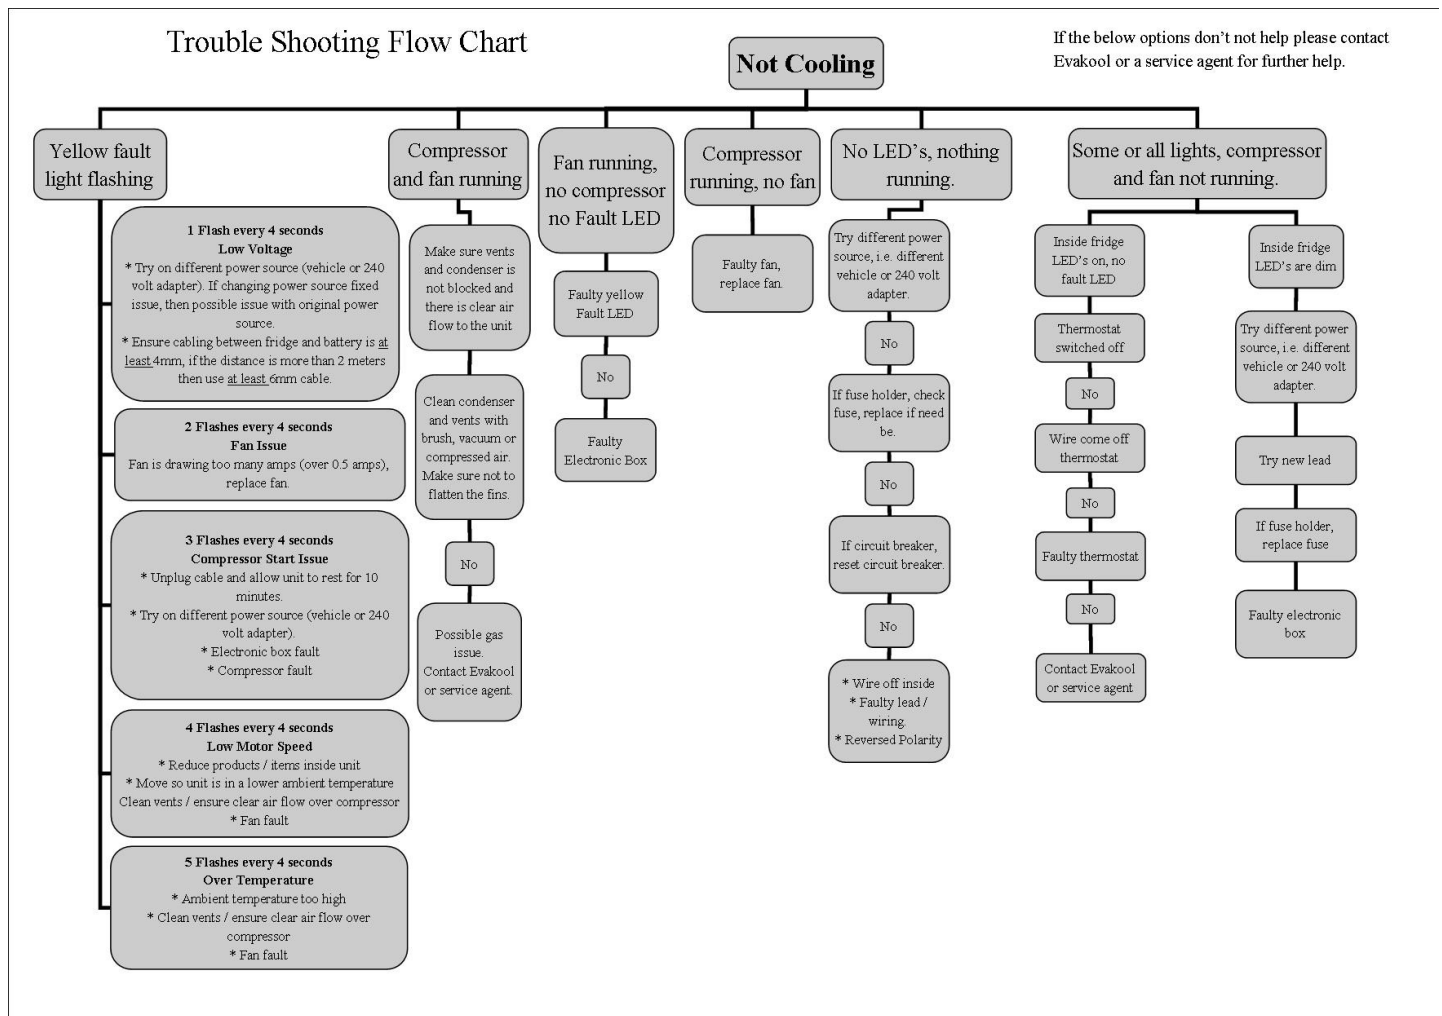 Trouble Shooting Flow Chart
If the below options don't not help please contact
Evakool or a service agent for further help.
Not Cooling
Yellow fault
light flashing
1 Flash every 4 seconds
Low Voltage
* Try on different power source (vehicle or 240
volt adapter). If changing power source fixed
issue, then possible issue with original power
source.
* Ensure cabling between fridge and battery is at
least 4mm, if the distance is more than 2 meters
then use at least 6mm cable.
2 Flashes every 4 seconds
Fan Issue
Fan is drawing too many amps (over 0.5 amps),
replace fan.
3 Flashes every 4 seconds
Compressor Start Issue
* Unplug cable and allow unit to rest for 10
minutes.
* Try on different power source (vehicle or 240
volt adapter).
* Electronic box fault
* Compressor fault
4 Flashes every 4 seconds
Low Motor Speed
* Reduce products / items inside unit
* Move so unit is in a lower ambient temperature
Clean vents / ensure clear air flow over compressor
* Fan fault
5 Flashes every 4 seconds
Over Temperature
* Ambient temperature too high
* Clean vents / ensure clear air flow over
compressor
* Fan fault
Compressor
and fan running
Make sure vents
and condenser is
not blocked and
there is clear air
flow to the unit
Clean condenser
and vents with
brush, vacuum or
compressed air.
Make sure not to
flatten the fins.
No
Possible gas
issue.
Contact Evakool
or service agent.
Fan running,
no compressor
no Fault LED
Faulty yellow
Fault LED
No
Faulty
Electronic Box
Compressor
running, no fan
Faulty fan,
replace fan.
No LED's, nothing
running.
Try different power
source, i.e. different
vehicle or 240 volt
adapter.
No
If fuse holder, check
fuse, replace if need
be.
No
If circuit breaker,
reset circuit breaker.
No
* Wire off inside
* Faulty lead /
wiring.
* Reversed Polarity
Some or all lights, compressor
and fan not running.
Inside fridge
LED's on, no
fault LED
Thermostat
switched off
No
Wire come off
thermostat
No
Faulty thermostat
No
Contact Evakool
or service agent
Inside fridge
LED's are dim
Try different power
source, i.e. different
vehicle or 240 volt
adapter.
Try new lead
If fuse holder,
replace fuse
Faulty electronic
box